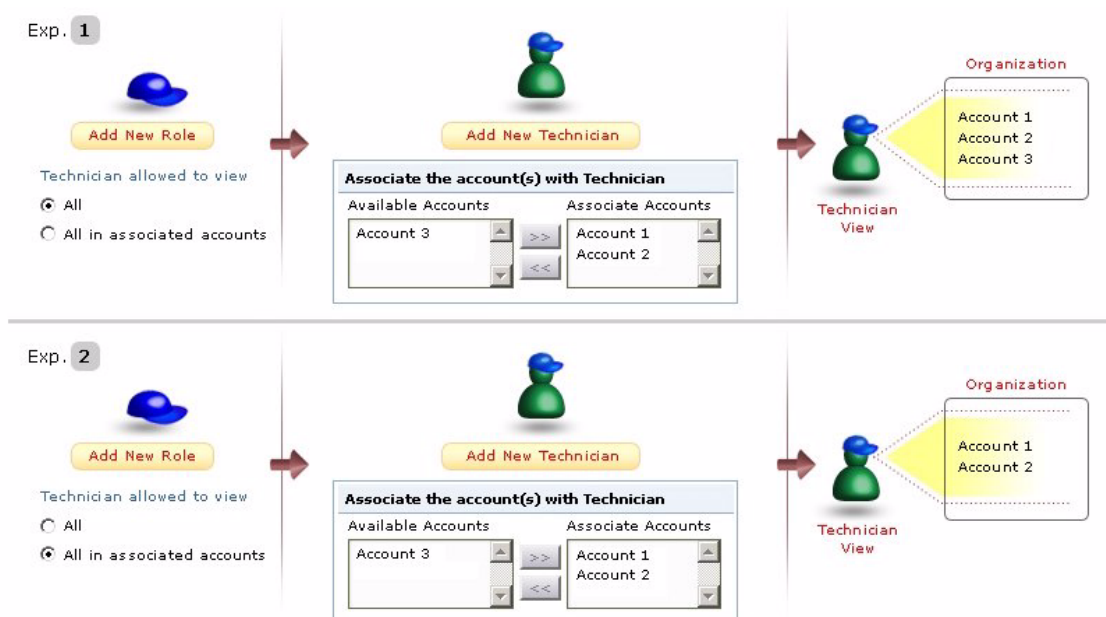 Exp. 1
Add New Role
Technician allowed to view
All
All in associated accounts
Add New Technician
Associate the account(s) with Technician
Available Accounts
Account 3
>>
<<
Associate Accounts
Account 1
Account 2
Technician
View
Organization
Account 1
Account 2
Account 3
Exp. 2
Add New Role
Technician allowed to view
All
All in associated accounts
Add New Technician
Associate the account(s) with Technician
Available Accounts
Account 3
>>
<<
Associate Accounts
Account 1
Account 2
Technician
View
Organization
Account 1
Account 2